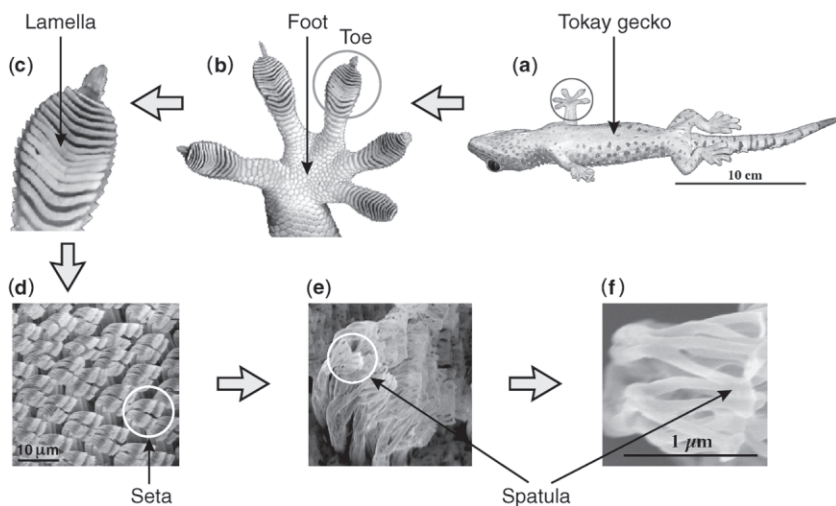 Lamella
Foot
Toe
Tokay gecko
(c)
(b)
(a)
10 cm
(d)
(e)
(f)
10 μm
1 μm
Seta
Spatula